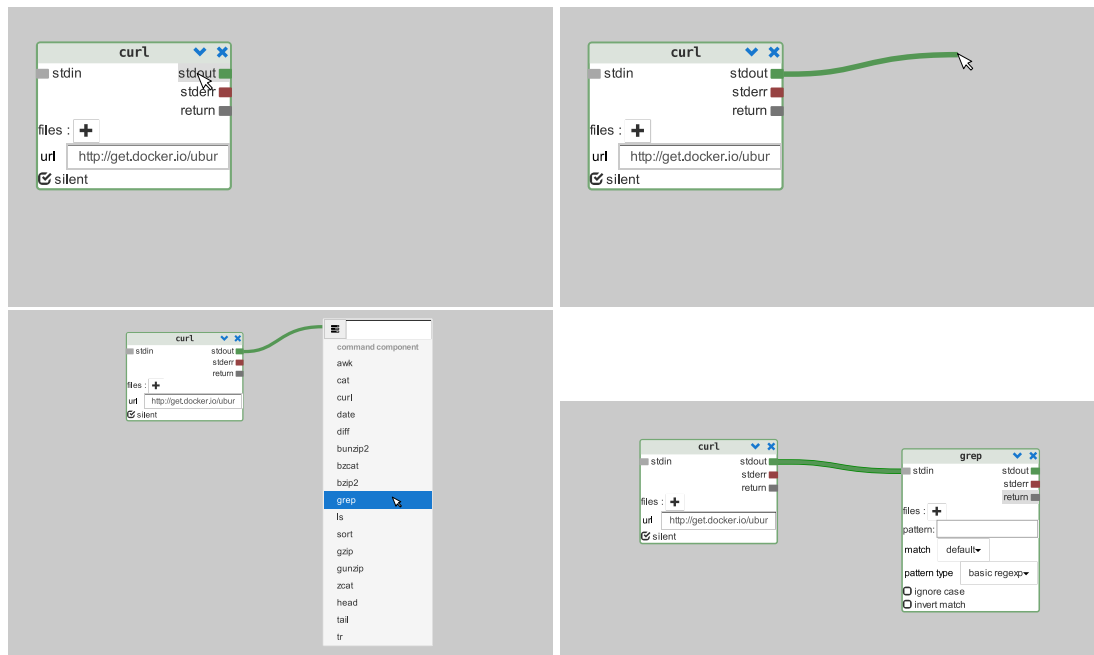 curl
stdin stdout
stderr
return
files :
url http://get.docker.io/ubur
silent
curl
stdin stdout
stderr
return
files :
url http://get.docker.io/ubur
silent
curl
stdin stdout
stderr
return
files :
url http://get.docker.io/ubur
silent
command component
awk
cat
curl
date
diff
bunzip2
bzcat
bzip2
grep
ls
sort
gzip
gunzip
zcat
head
tail
tr
curl
stdin stdout
stderr
return
files :
url http://get.docker.io/ubur
silent
grep
stdin stdout
stderr
return
files :
pattern:
match default
pattern type basic regexp
ignore case
invert match